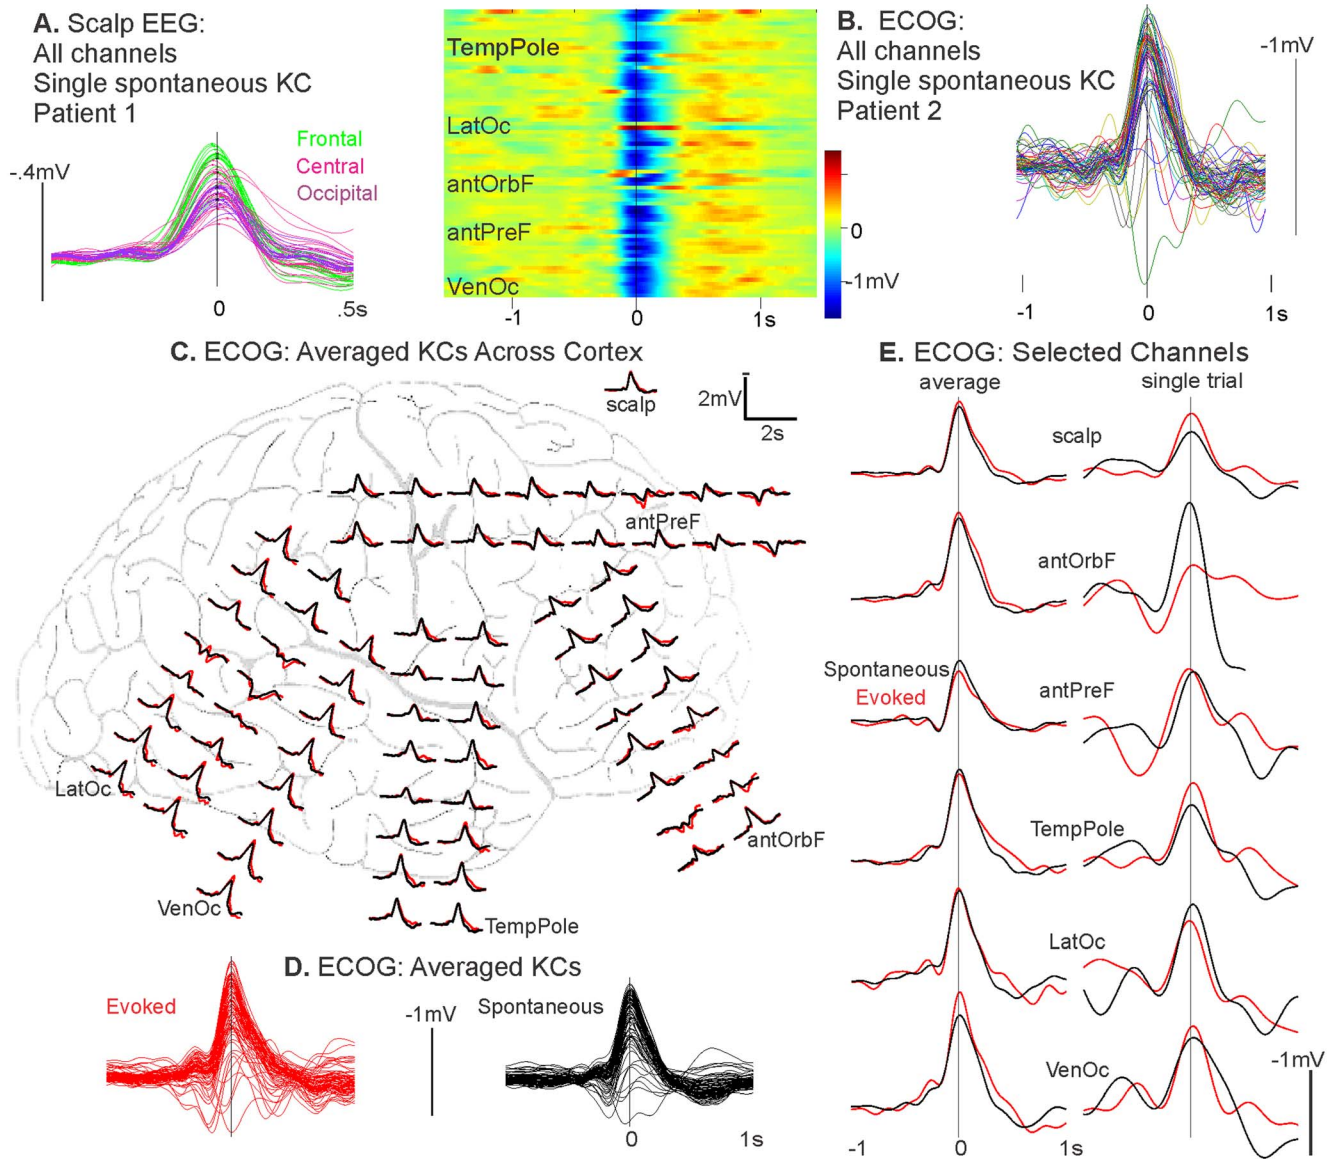 A. Scalp EEG:
All channels
Single spontaneous KC
Patient 1
Frontal
Central
Occipital
-.4mV
0
.5s
TempPole
LatOc
antOrbF
antPreF
VenOc
-1
0
1s
0
-1mV
B. ECOG:
All channels
Single spontaneous KC
Patient 2
-1mV
-1
0
1s
C. ECOG: Averaged KCs Across Cortex
scalp
2mV
2s
antPreF
LatOc
antOrbF
VenOc
TempPole
D. ECOG: Averaged KCs
Evoked
-1mV
Spontaneous
0
1s
E. ECOG: Selected Channels
average
single trial
scalp
antOrbF
Spontaneous
Evoked
antPreF
TempPole
LatOc
VenOc
-1mV
-1
0
1s